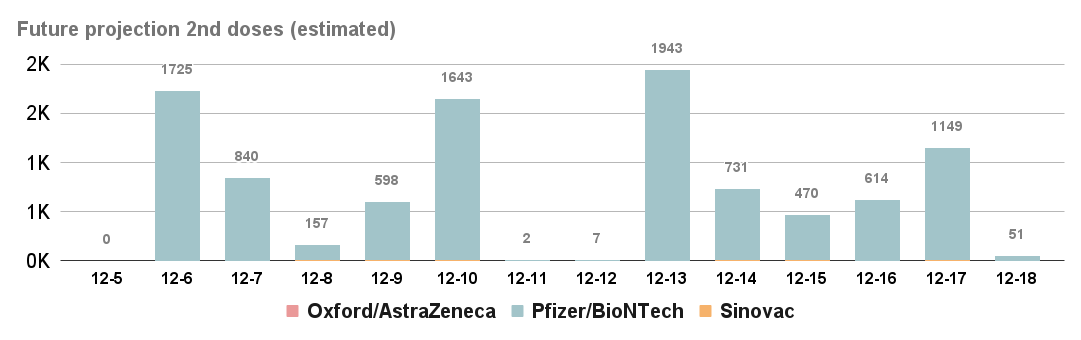 Future projection 2nd doses (estimated)
2K
2K
1K
1K
0K
0
1725
840
157
598
1643
2
7
1943
731
470
614
1149
51
12-5 12-6 12-7 12-8 12-9 12-10 12-11 12-12 12-13 12-14 12-15 12-16 12-17 12-18
Oxford/AstraZeneca Pfizer/BioNTech Sinovac